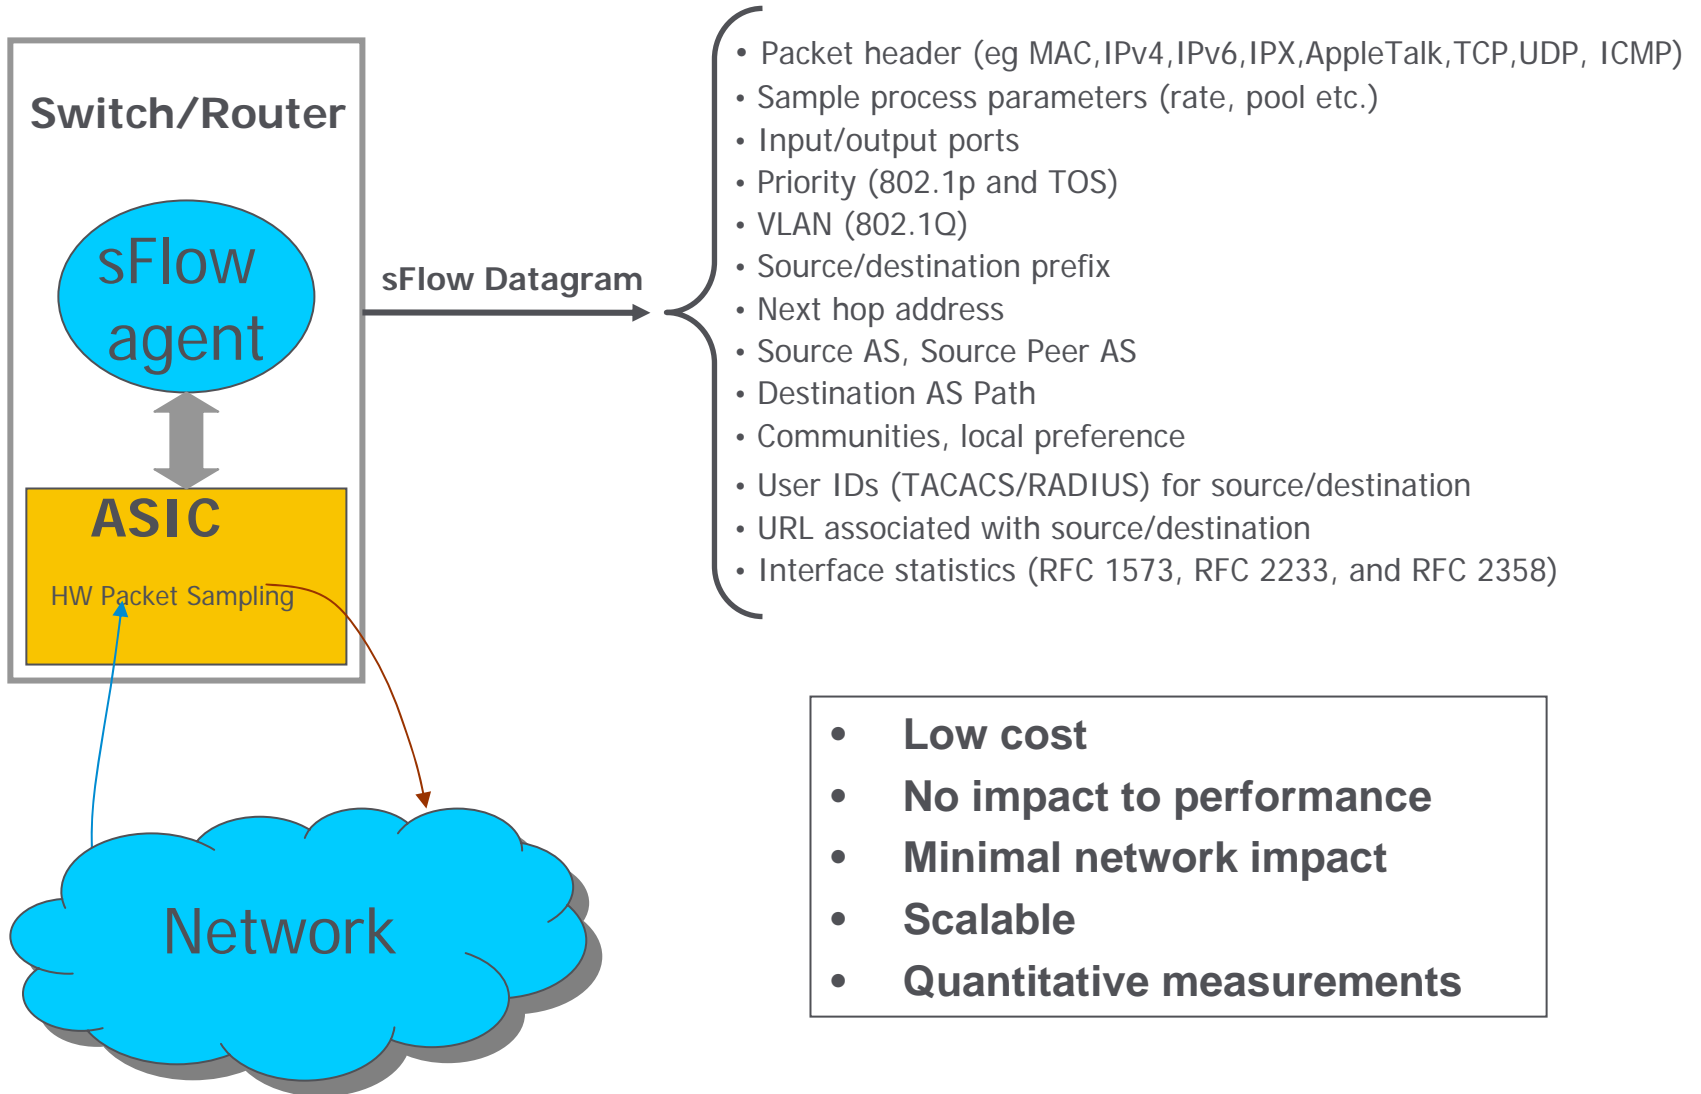 Switch/Router
sFlow
agent
ASIC
HW Packet Sampling
Network
sFlow Datagram
• Packet header (eg MAC,IPv4,IPv6,IPX,AppleTalk,TCP,UDP, ICMP)
• Sample process parameters (rate, pool etc.)
• Input/output ports
• Priority (802.1p and TOS)
• VLAN (802.1Q)
• Source/destination prefix
• Next hop address
• Source AS, Source Peer AS
• Destination AS Path
• Communities, local preference
• User IDs (TACACS/RADIUS) for source/destination
• URL associated with source/destination
• Interface statistics (RFC 1573, RFC 2233, and RFC 2358)
• Low cost
• No impact to performance
• Minimal network impact
• Scalable
• Quantitative measurements